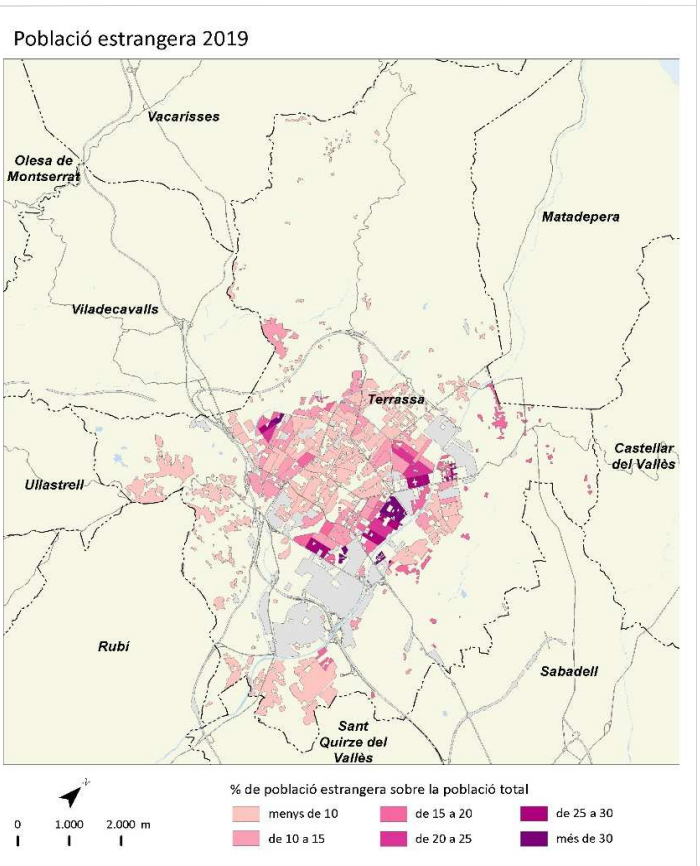 Població estrangera 2019
Vacarisses
Olesa de
Montserrat
Matadepera
Viladecavalls
Terrassa
Castellar
del Vallès
Ullastrell
Rubí
Sabadell
Sant
Quirze del
Vallès
% de població estrangera sobre la població total
menys de 10
de 15 a 20
de 25 a 30
0
1.000
2.000 m
de 10 a 15
de 20 a 25
més de 30